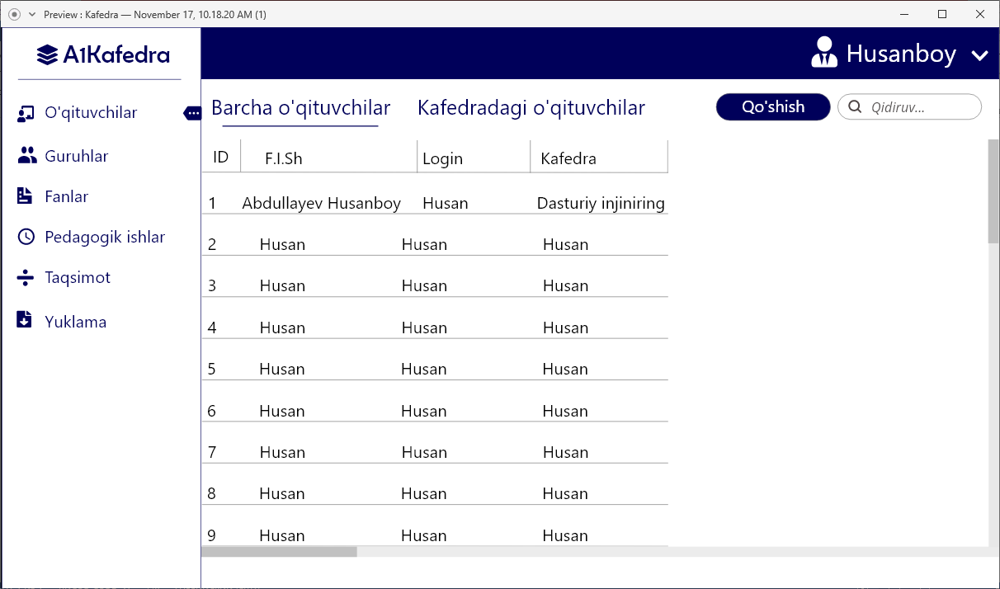 Preview : Kafedra — November 17, 10.18.20 AM (1)
A1Kafedra
Husanboy
O'qituvchilar
Guruhlar
Fanlar
Pedagogik ishlar
Taqsimot
Yuklama
Barcha o'qituvchilar Kafedradagi o'qituvchilar Qo'shish Qidiruv...
ID F.I.Sh Login Kafedra
1 Abdullayev Husanboy Husan Dasturiy injiniring
2 Husan Husan Husan
3 Husan Husan Husan
4 Husan Husan Husan
5 Husan Husan Husan
6 Husan Husan Husan
7 Husan Husan Husan
8 Husan Husan Husan
9 Husan Husan Husan